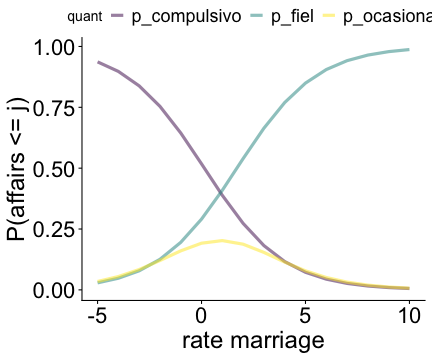 quant p_compulsivo p_fiel p_ocasiona
1.00
0.75
0.50
0.25
0.00
P(affairs <= j)
-5 0 5 10
rate marriage